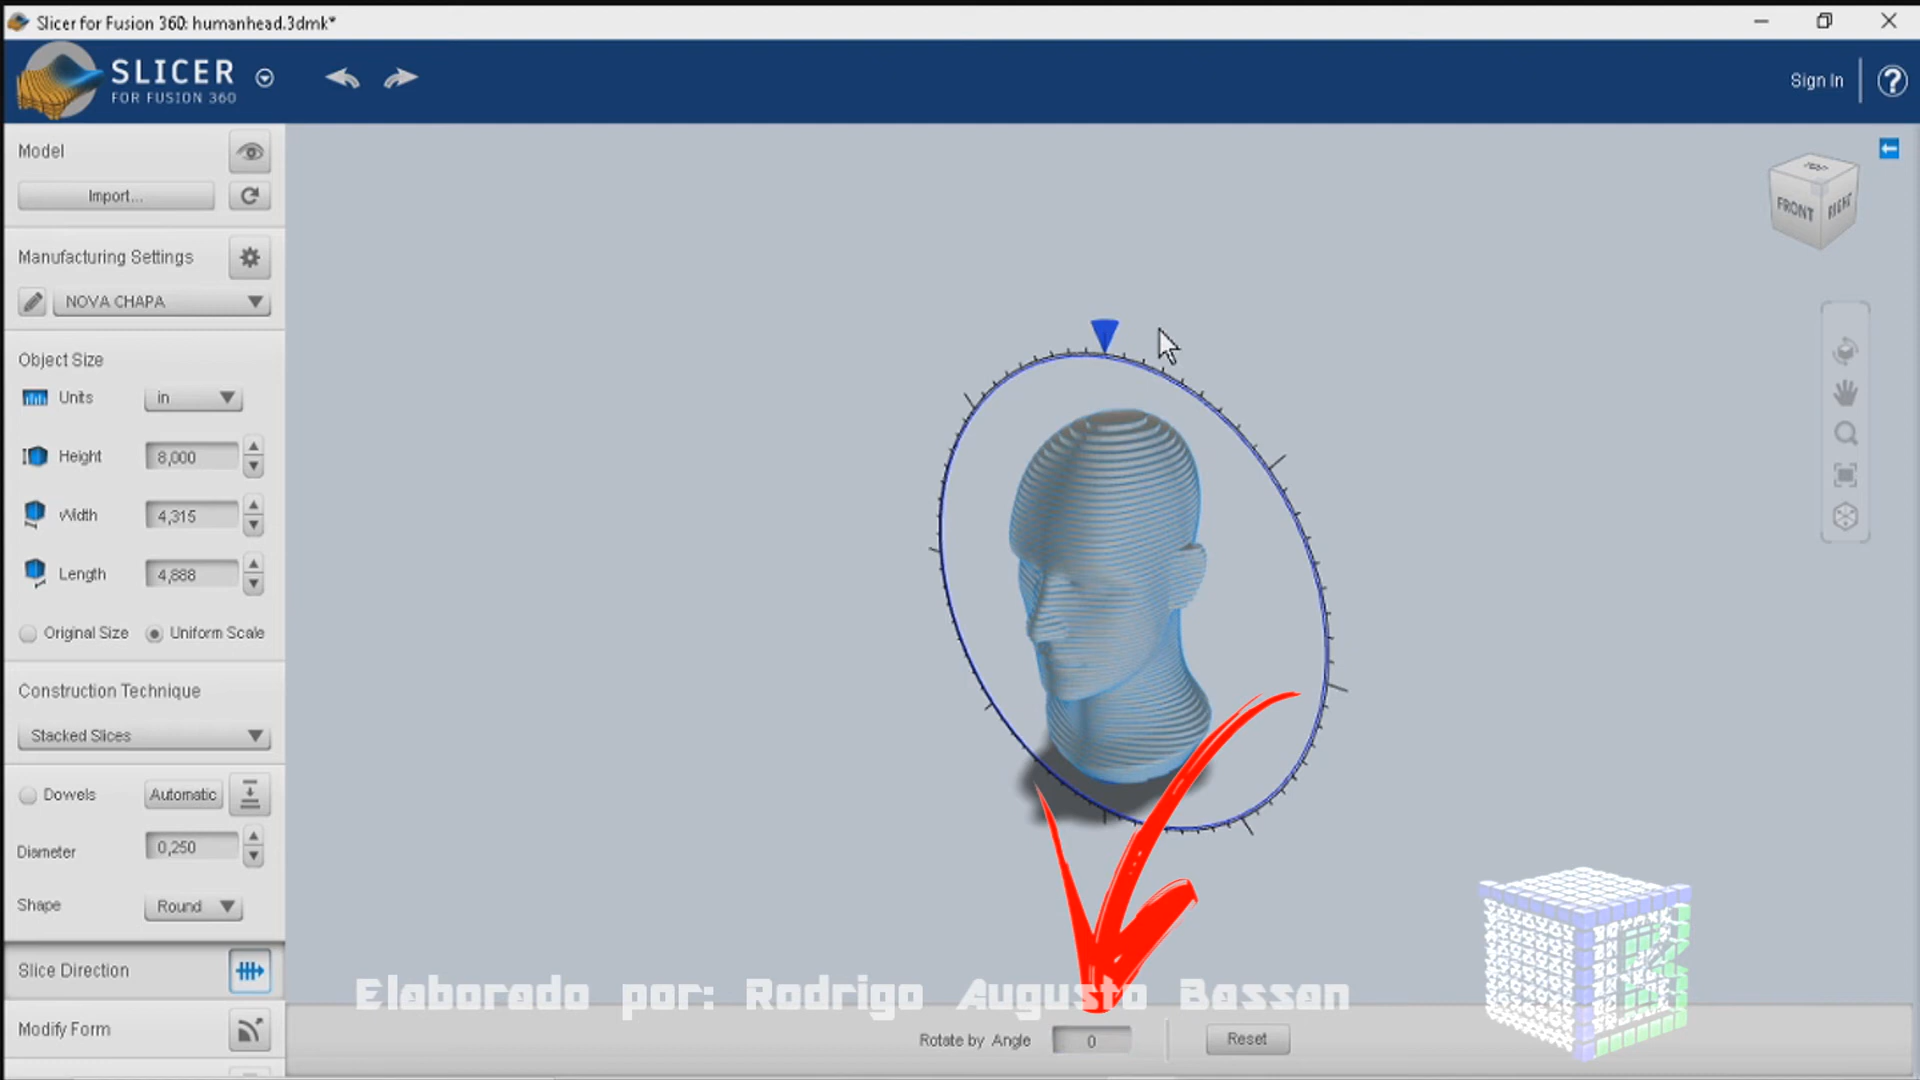 Slicer for Fusion 360: humanhead.3dmk*
SLICER
FOR FUSION 360
Sign In
?
Model
Import...
Manufacturing Settings
NOVA CHAPA
Object Size
Units in
Height 8,000
Width 4,315
Length 4,888
Original Size Uniform Scale
Construction Technique
Stacked Slices
Dowels Automatic
Diameter 0,250
Shape Round
Slice Direction
Modify Form
TOP
FRONT RIGHT
Elaborado por: Rodrigo Augusto Bassan
Rotate by Angle 0 Reset